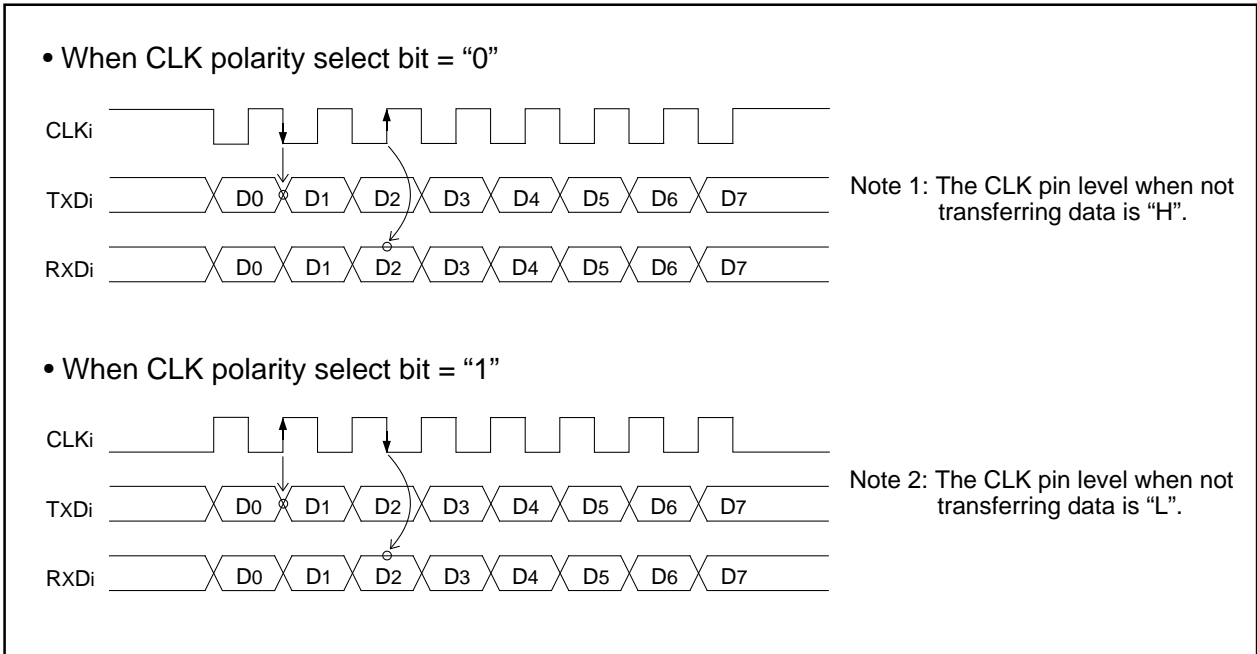 • When CLK polarity select bit = “0”
CLKi
TXDi
D0 D1 D2 D3 D4 D5 D6 D7
RXDi
D0 D1 D2 D3 D4 D5 D6 D7
Note 1: The CLK pin level when not
transferring data is “H”.
• When CLK polarity select bit = “1”
CLKi
TXDi
D0 D1 D2 D3 D4 D5 D6 D7
RXDi
D0 D1 D2 D3 D4 D5 D6 D7
Note 2: The CLK pin level when not
transferring data is “L”.